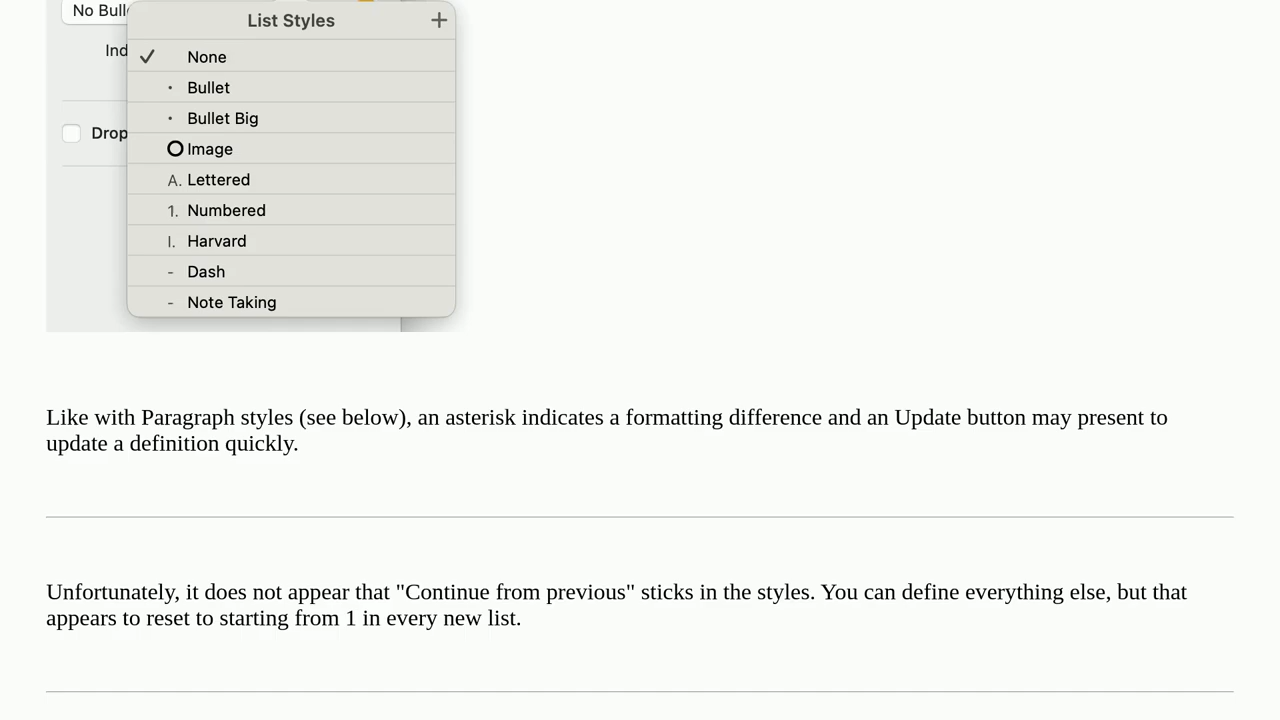 No Bull
List Styles +
Ind
✓ None
• Bullet
• Bullet Big
Drop
Image
A. Lettered
1. Numbered
I. Harvard
- Dash
- Note Taking
Like with Paragraph styles (see below), an asterisk indicates a formatting difference and an Update button may present to
update a definition quickly.
Unfortunately, it does not appear that "Continue from previous" sticks in the styles. You can define everything else, but that
appears to reset to starting from 1 in every new list.